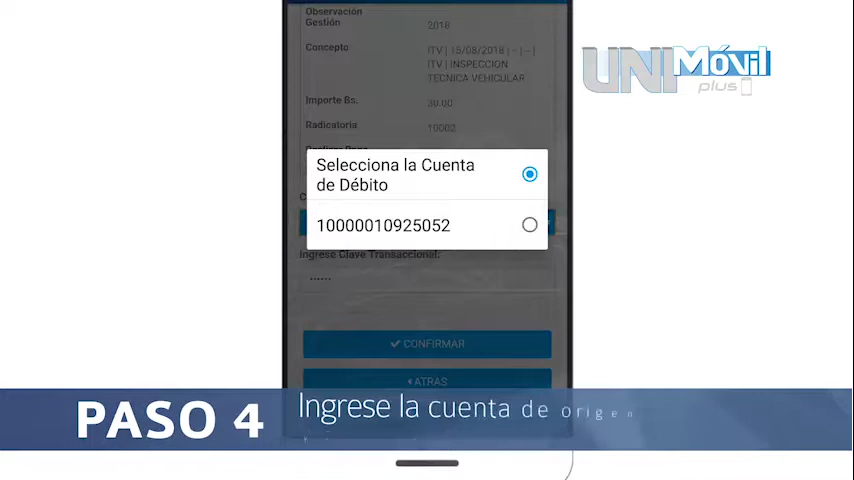 Observación
Gestión
2018
Concepto
ITV | 15/08/2018 | - | - |
ITV | INSPECCION
TECNICA VEHICULAR
Importe Bs.
30.00
Radicatoria
10002
Selecciona la Cuenta
de Débito
10000010925052
Ingrese Clave Transaccional:
······
CONFIRMAR
ATRAS
PASO 4
Ingrese la cuenta de origen
UNIMóvil
plus